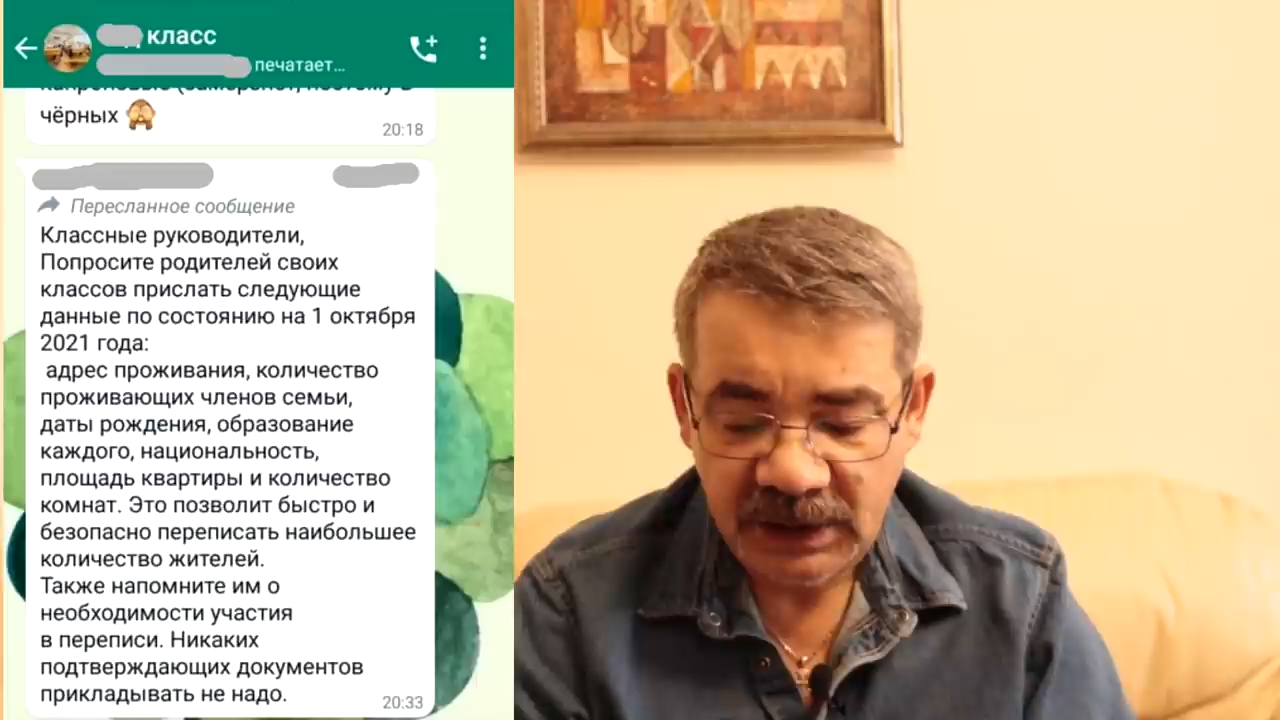 класс
печатает...
капроновые (замёрзнет, поэтому в
чёрных
20:18
Пересланное сообщение
Классные руководители,
Попросите родителей своих
классов прислать следующие
данные по состоянию на 1 октября
2021 года:
адрес проживания, количество
проживающих членов семьи,
даты рождения, образование
каждого, национальность,
площадь квартиры и количество
комнат. Это позволит быстро и
безопасно переписать наибольшее
количество жителей.
Также напомните им о
необходимости участия
в переписи. Никаких
подтверждающих документов
прикладывать не надо.
20:33